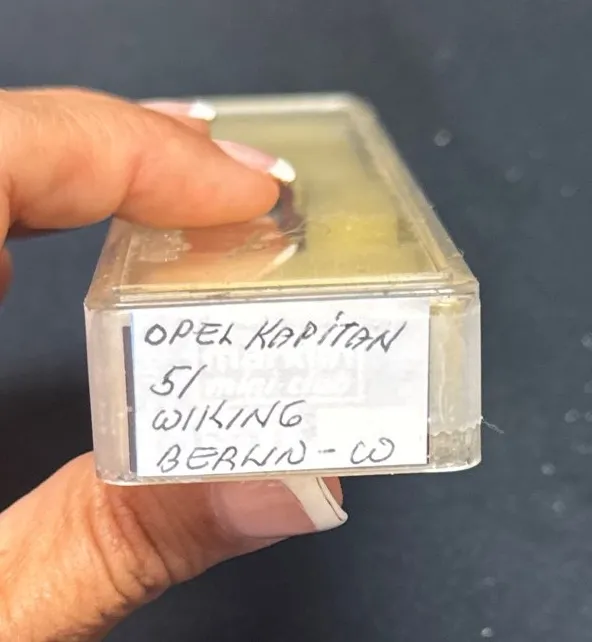 OPEL KAPITAN
51
WIKING
BERLIN - W
märklin
mini-club